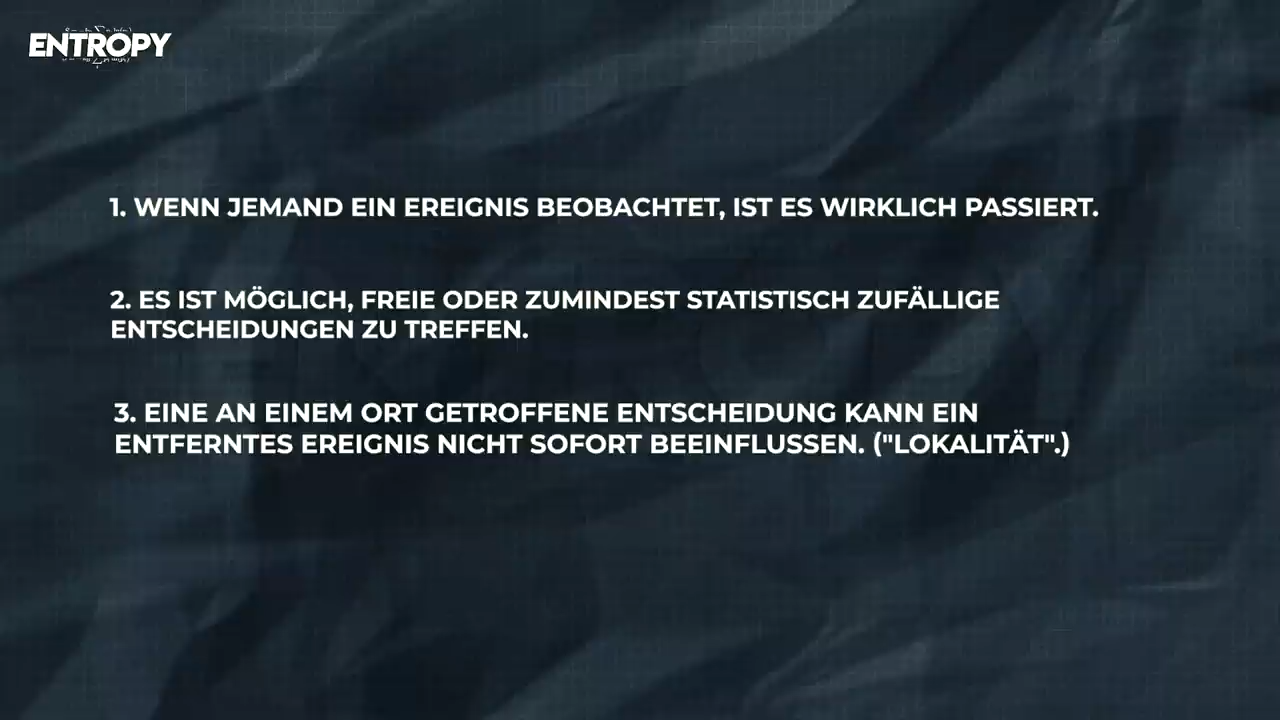 ENTROPY
1. WENN JEMAND EIN EREIGNIS BEOBACHTET, IST ES WIRKLICH PASSIERT.
2. ES IST MÖGLICH, FREIE ODER ZUMINDEST STATISTISCH ZUFÄLLIGE
ENTSCHEIDUNGEN ZU TREFFEN.
3. EINE AN EINEM ORT GETROFFENE ENTSCHEIDUNG KANN EIN
ENTFERNTES EREIGNIS NICHT SOFORT BEEINFLUSSEN. ("LOKALITÄT".)